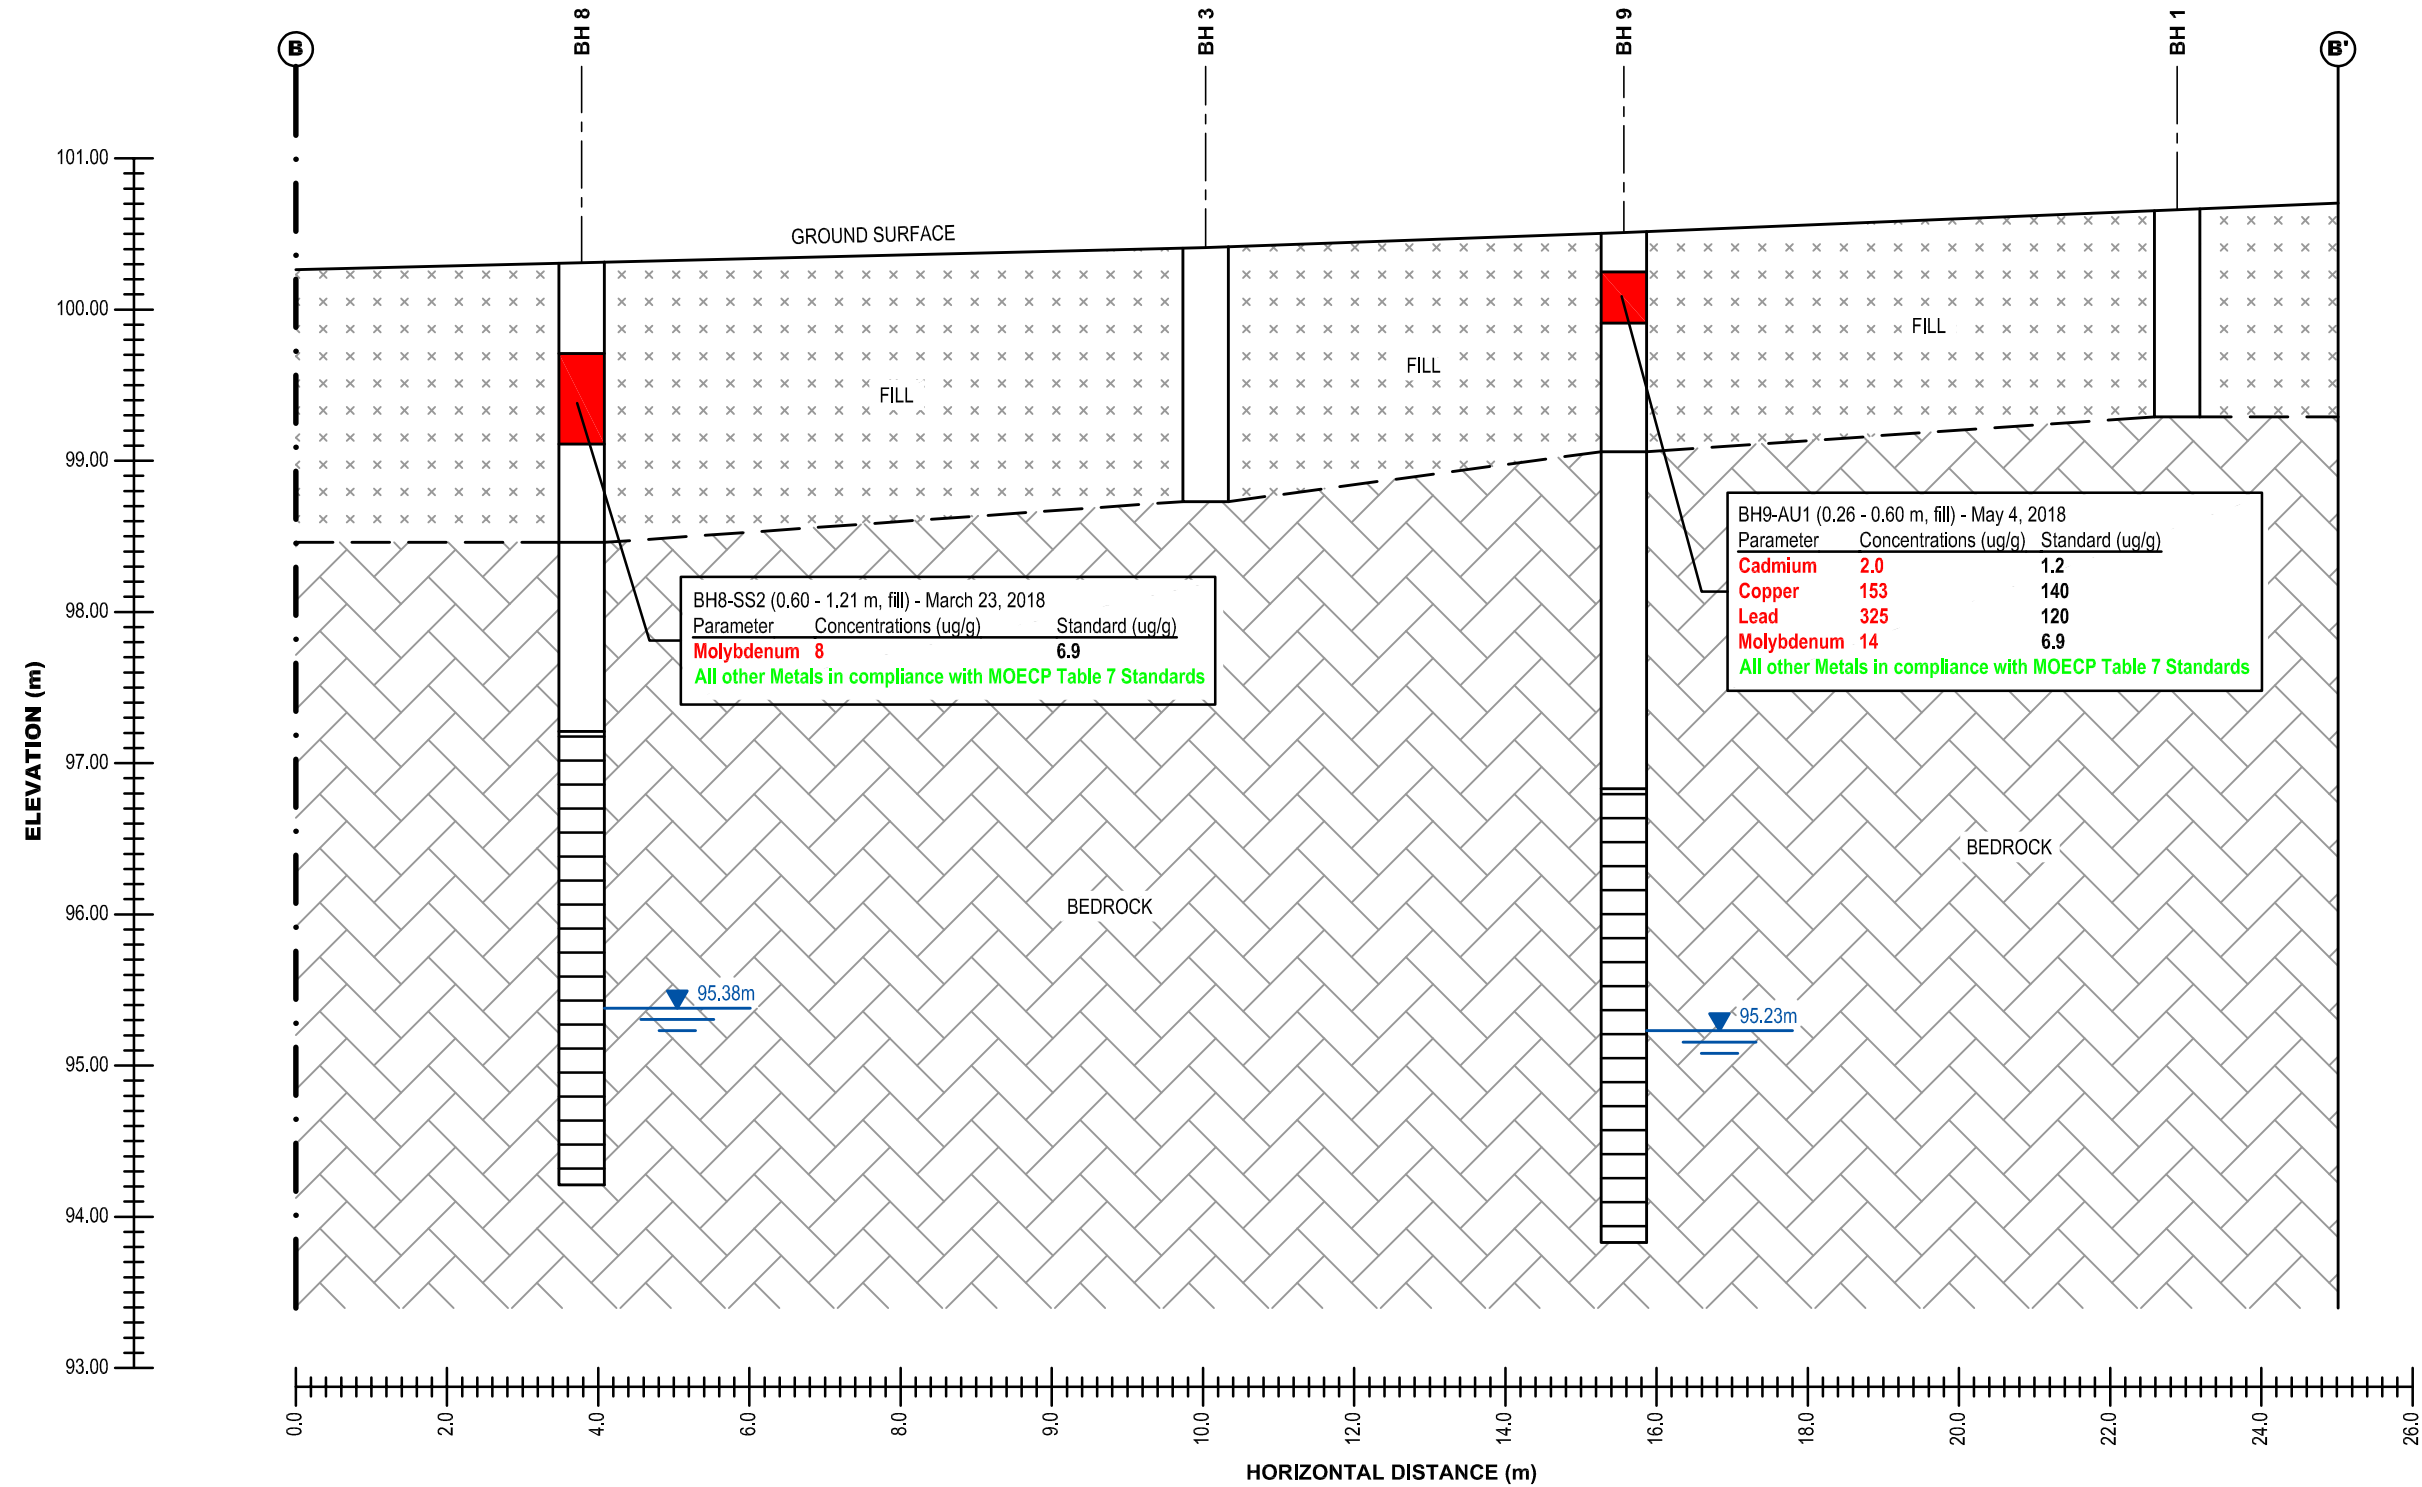 B
BH 8
BH 3
BH 9
BH 1
B'
101.00
100.00
99.00
98.00
97.00
96.00
95.00
94.00
93.00
ELEVATION (m)
GROUND SURFACE
FILL
FILL
FILL
BH8-SS2 (0.60 - 1.21 m, fill) - March 23, 2018
Parameter Concentrations (ug/g) Standard (ug/g)
Molybdenum 8 6.9
All other Metals in compliance with MOECP Table 7 Standards
BH9-AU1 (0.26 - 0.60 m, fill) - May 4, 2018
Parameter Concentrations (ug/g) Standard (ug/g)
Cadmium 2.0 1.2
Copper 153 140
Lead 325 120
Molybdenum 14 6.9
All other Metals in compliance with MOECP Table 7 Standards
BEDROCK
BEDROCK
95.38m
95.23m
0.0 2.0 4.0 6.0 8.0 9.0 10.0 12.0 14.0 16.0 18.0 20.0 22.0 24.0 26.0
HORIZONTAL DISTANCE (m)